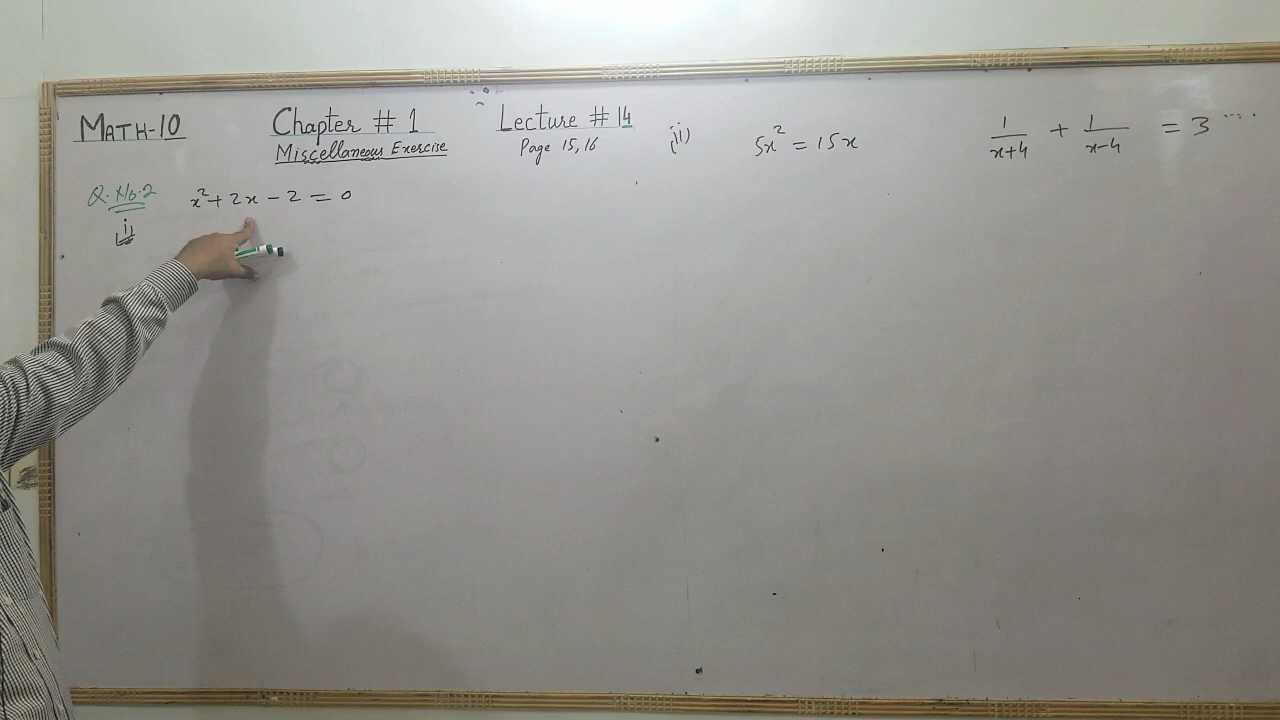 MATH-10
Chapter # 1
Miscellaneous Exercise
Lecture # 14
Page 15, 16
Q.No.2
i)
x² + 2x - 2 = 0
ii)
5x² = 15x
1/(x+4) + 1/(x-4) = 3 ....